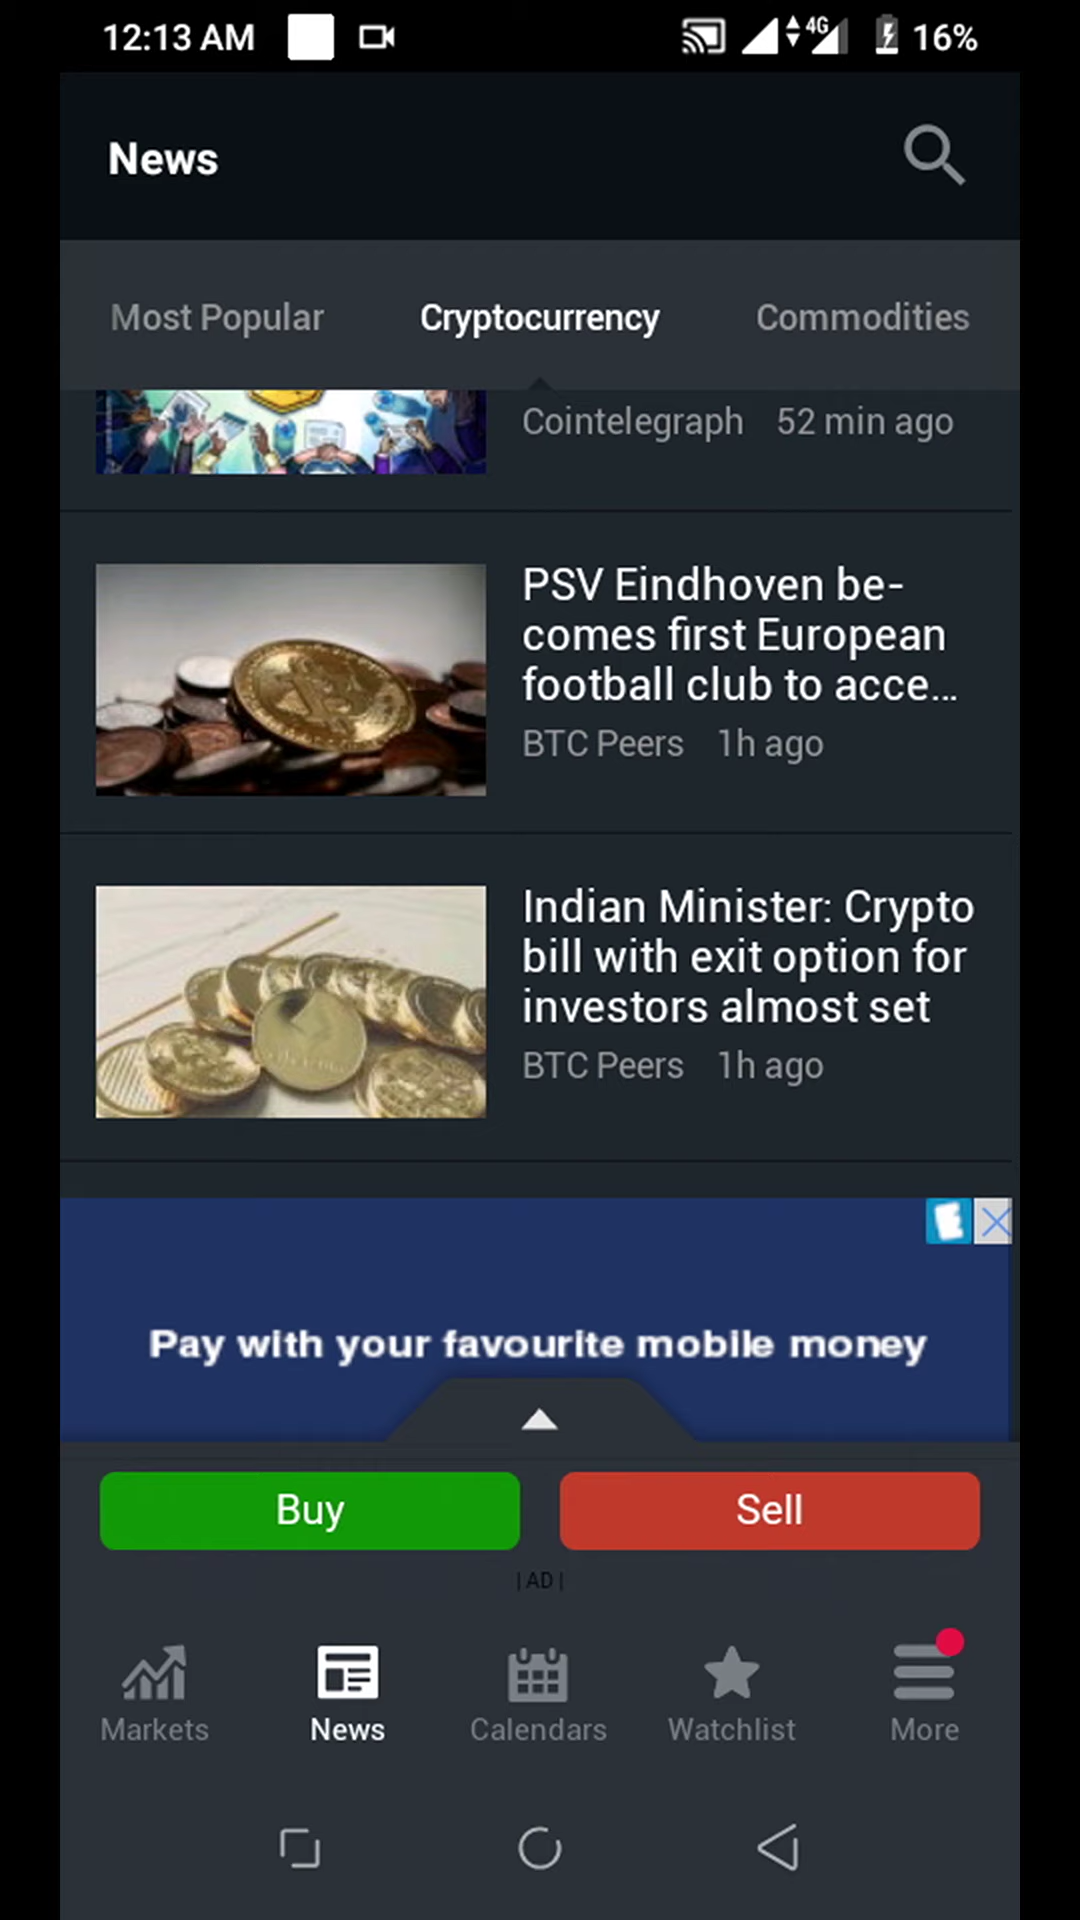 12:13 AM 4G 16%
News
Most Popular Cryptocurrency Commodities
Cointelegraph 52 min ago
PSV Eindhoven be-
comes first European
football club to acce...
BTC Peers 1h ago
Indian Minister: Crypto
bill with exit option for
investors almost set
BTC Peers 1h ago
Pay with your favourite mobile money
Buy Sell
| AD |
Markets News Calendars Watchlist More